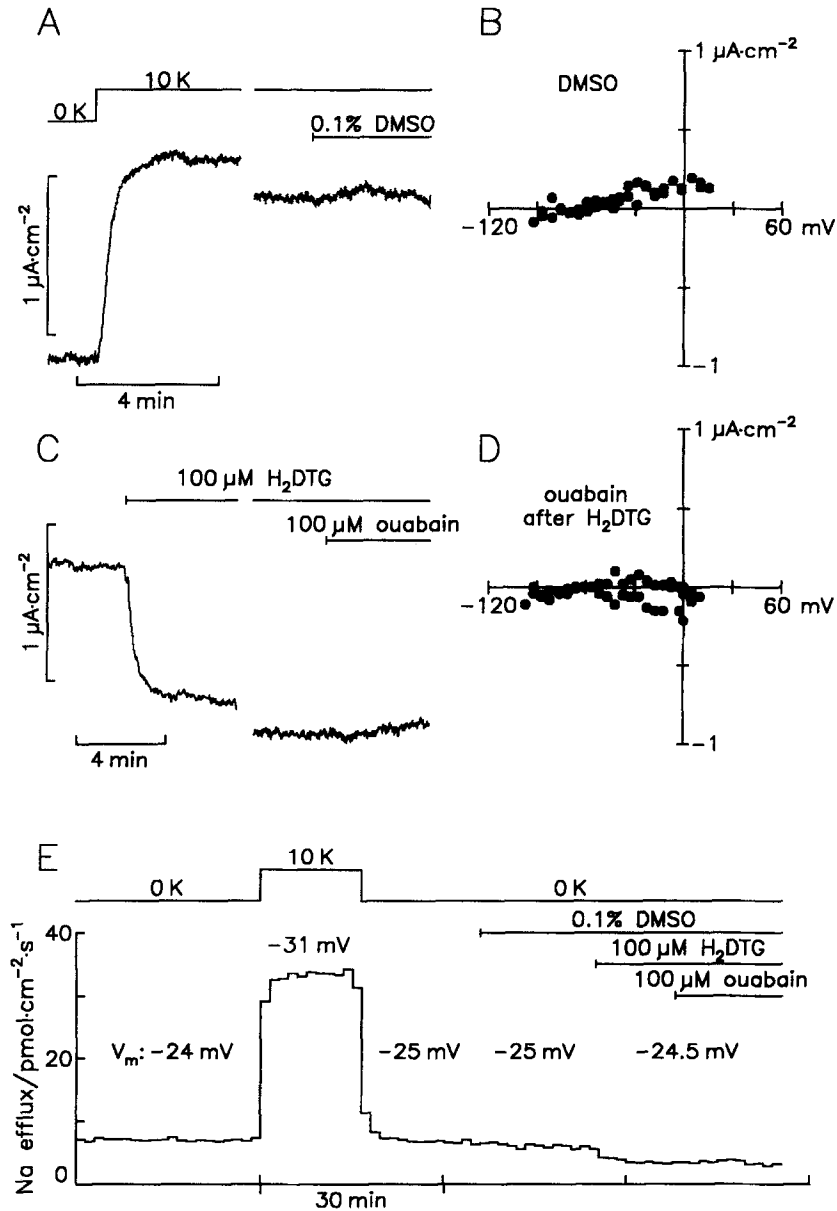 A
0 K
10 K
0.1% DMSO
1 μA·cm⁻²
4 min
B
1 μA·cm⁻²
DMSO
-120
60 mV
-1
C
100 μM H₂DTG
100 μM ouabain
1 μA·cm⁻²
4 min
D
1 μA·cm⁻²
ouabain
after H₂DTG
-120
60 mV
-1
E
0 K
10 K
0 K
0.1% DMSO
100 μM H₂DTG
100 μM ouabain
Na efflux/pmol·cm⁻²·s⁻¹
40
20
0
Vₘ: -24 mV
-31 mV
-25 mV
-25 mV
-24.5 mV
30 min